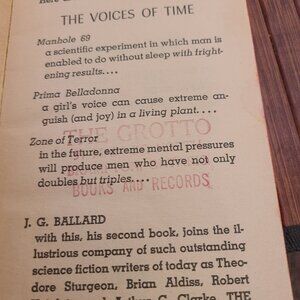 THE VOICES OF TIME
Manhole 69
a scientific experiment in which man is
enabled to do without sleep with fright-
ening results....
Prima Belladonna
a girl's voice can cause extreme an-
guish (and joy) in a living plant....
THE GROTTO
Zone of Terror
in the future, extreme mental pressures
will produce men who have not only
doubles but triples....
BOOKS AND RECORDS
J. G. BALLARD
with this, his second book, joins the il-
lustrious company of such outstanding
science fiction writers of today as Theo-
dore Sturgeon, Brian Aldiss, Robert
Clarke, THE